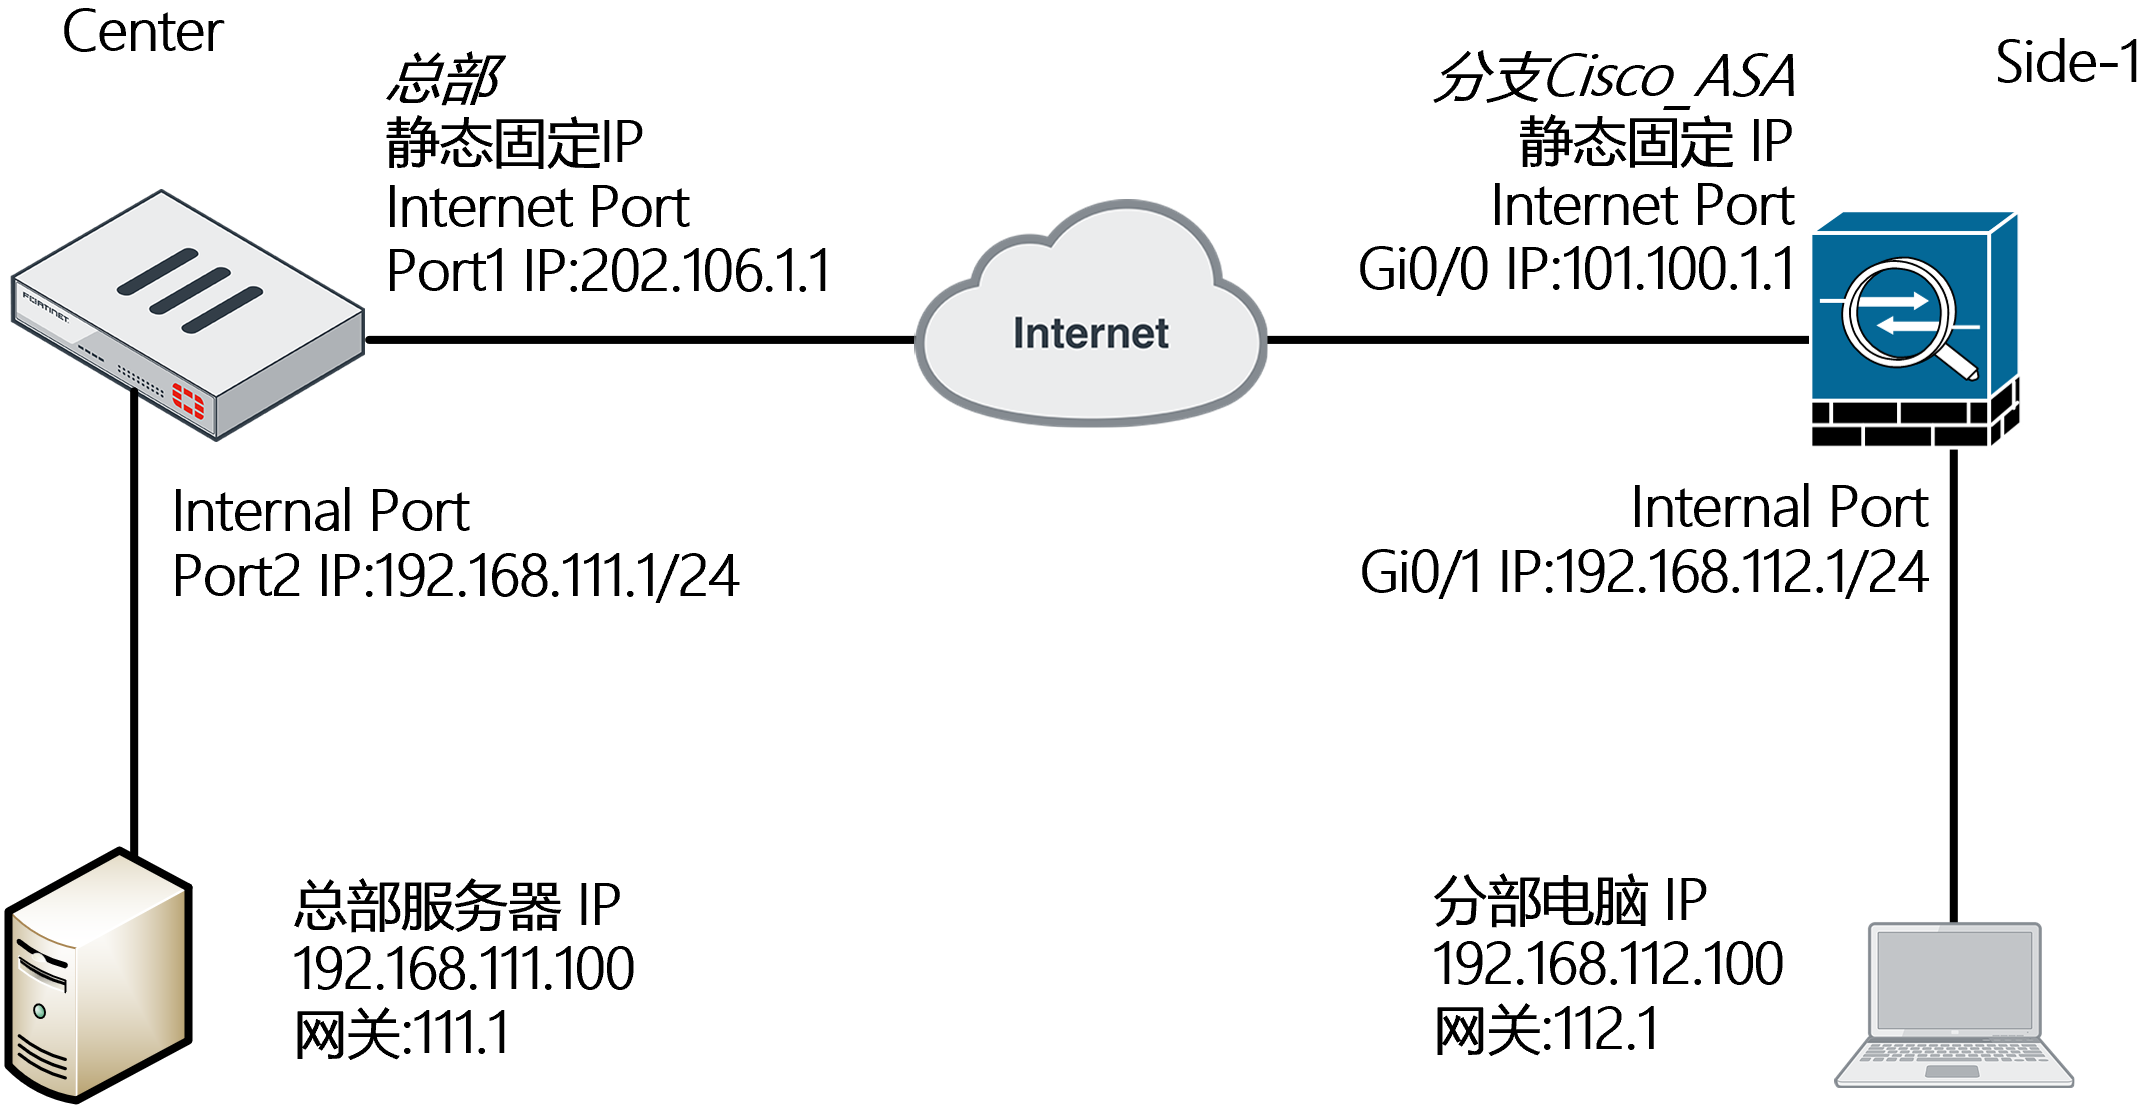 Center
总部
静态固定IP
Internet Port
Port1 IP:202.106.1.1
分支Cisco_ASA
静态固定 IP
Internet Port
Gi0/0 IP:101.100.1.1
Side-1
FORTINET
Internet
Internal Port
Port2 IP:192.168.111.1/24
Internal Port
Gi0/1 IP:192.168.112.1/24
总部服务器 IP
192.168.111.100
网关:111.1
分部电脑 IP
192.168.112.100
网关:112.1